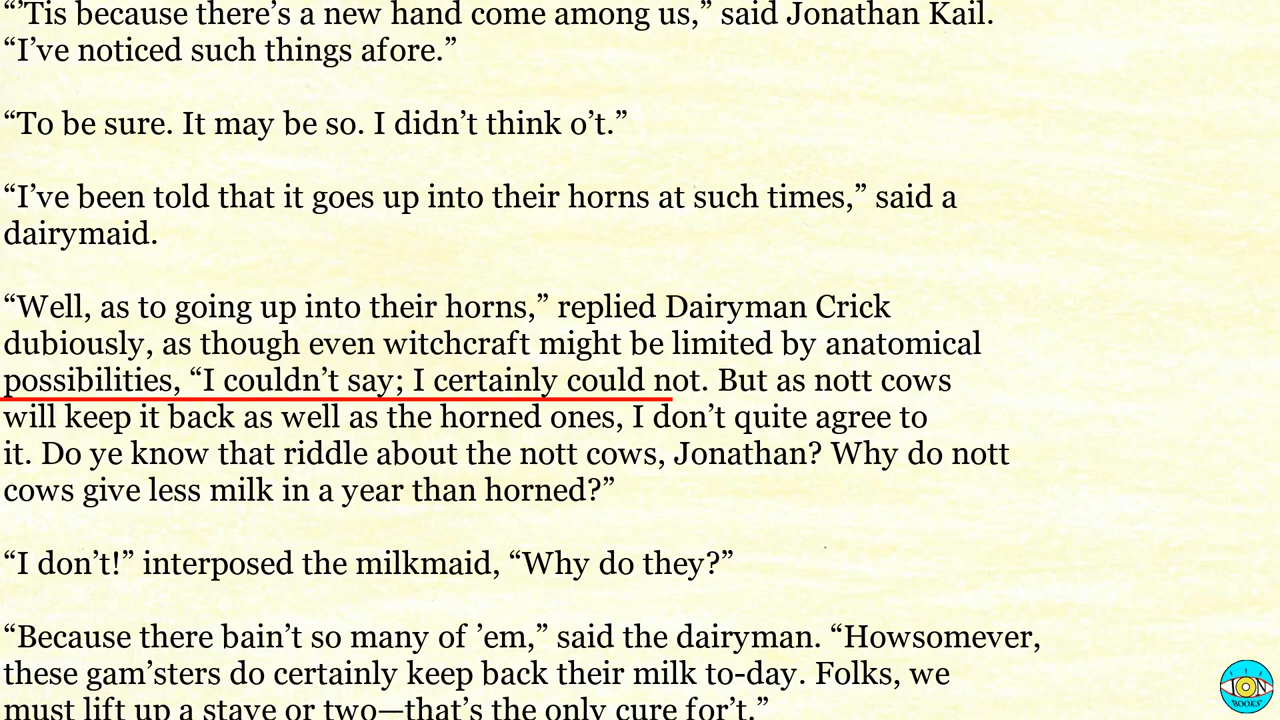 “’Tis because there’s a new hand come among us,” said Jonathan Kail.
“I’ve noticed such things afore.”
“To be sure. It may be so. I didn’t think o’t.”
“I’ve been told that it goes up into their horns at such times,” said a
dairymaid.
“Well, as to going up into their horns,” replied Dairyman Crick
dubiously, as though even witchcraft might be limited by anatomical
possibilities, “I couldn’t say; I certainly could not. But as nott cows
will keep it back as well as the horned ones, I don’t quite agree to
it. Do ye know that riddle about the nott cows, Jonathan? Why do nott
cows give less milk in a year than horned?”
“I don’t!” interposed the milkmaid, “Why do they?”
“Because there bain’t so many of ’em,” said the dairyman. “Howsomever,
these gam’sters do certainly keep back their milk to-day. Folks, we
must lift up a stave or two—that’s the only cure for’t.”
ION
BOOKS